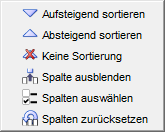 Aufsteigend sortieren
Absteigend sortieren
Keine Sortierung
Spalte ausblenden
Spalten auswählen
Spalten zurücksetzen